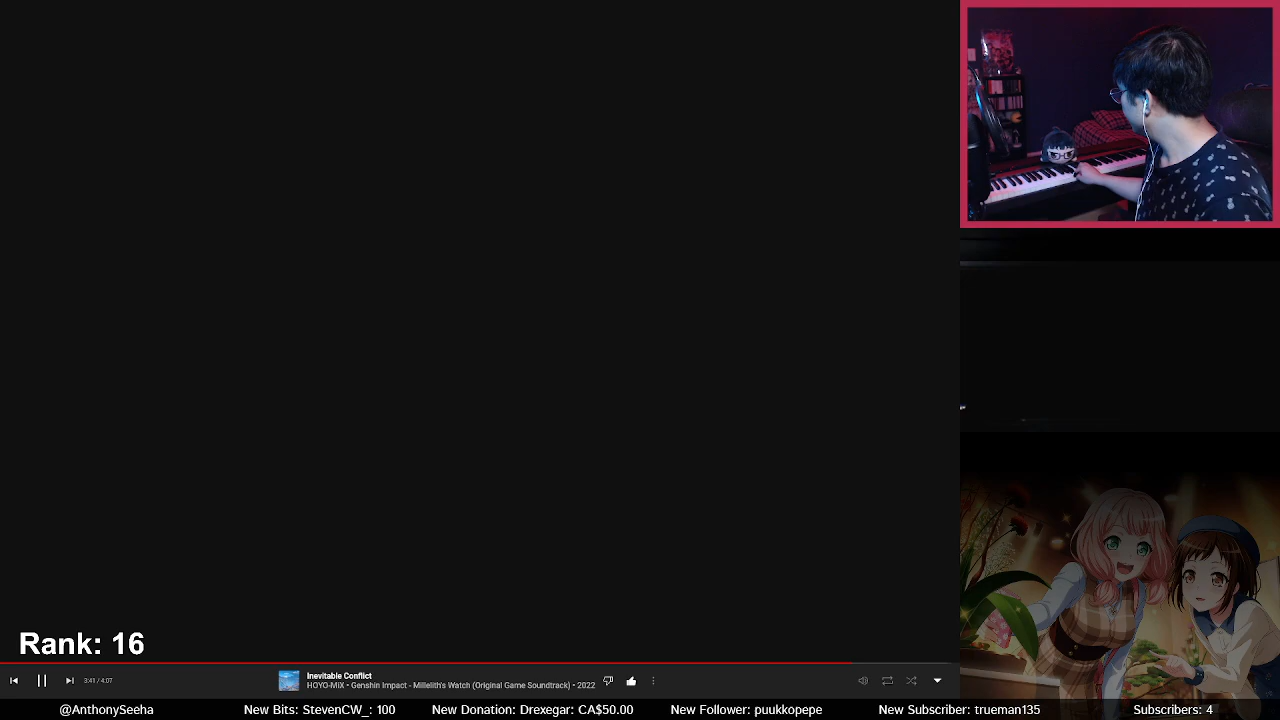 Rank: 16
3:41 / 4:07
Inevitable Conflict
HOYO-MiX • Genshin Impact - Millelith's Watch (Original Game Soundtrack) • 2022
@AnthonySeeha
New Bits: StevenCW_: 100
New Donation: Drexegar: CA$50.00
New Follower: puukkopepe
New Subscriber: trueman135
Subscribers: 4